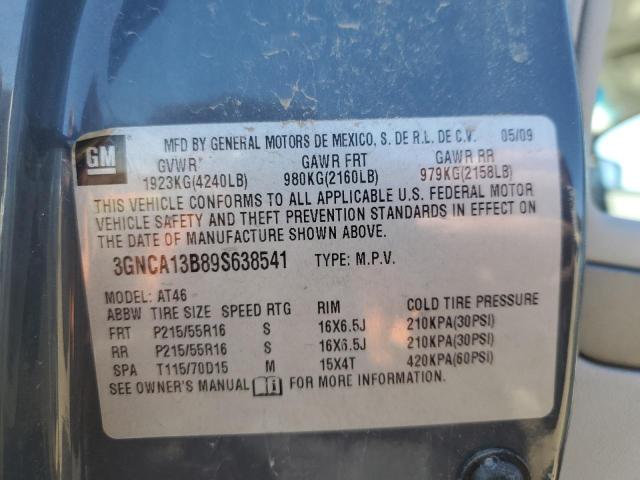 GM
MFD BY GENERAL MOTORS DE MEXICO, S. DE R.L. DE C.V. 05/09
GVWR GAWR FRT GAWR RR
1923KG(4240LB) 980KG(2160LB) 979KG(2158LB)
THIS VEHICLE CONFORMS TO ALL APPLICABLE U.S. FEDERAL MOTOR
VEHICLE SAFETY AND THEFT PREVENTION STANDARDS IN EFFECT ON
THE DATE OF MANUFACTURE SHOWN ABOVE.
3GNCA13B89S638541 TYPE: M.P.V.
MODEL: AT46
ABBW TIRE SIZE SPEED RTG RIM COLD TIRE PRESSURE
FRT P215/55R16 S 16X6.5J 210KPA(30PSI)
RR P215/55R16 S 16X6.5J 210KPA(30PSI)
SPA T115/70D15 M 15X4T 420KPA(60PSI)
SEE OWNER'S MANUAL FOR MORE INFORMATION.